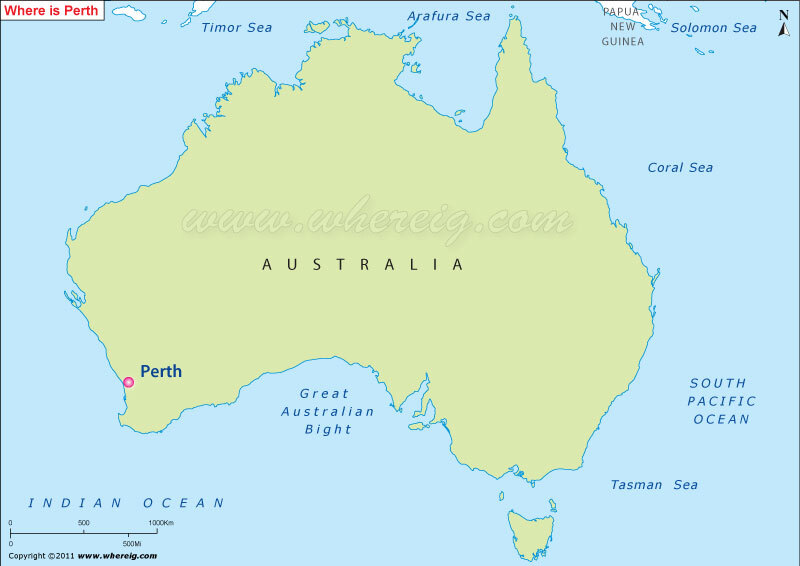 Where is Perth
Timor Sea
Arafura Sea
PAPUA
NEW
GUINEA
Solomon Sea
N
Coral Sea
www.whereig.com
AUSTRALIA
Perth
Great
Australian
Bight
SOUTH
PACIFIC
OCEAN
Tasman Sea
INDIAN OCEAN
0 500 1000Km
0 500Mi
Copyright ©2011 www.whereig.com